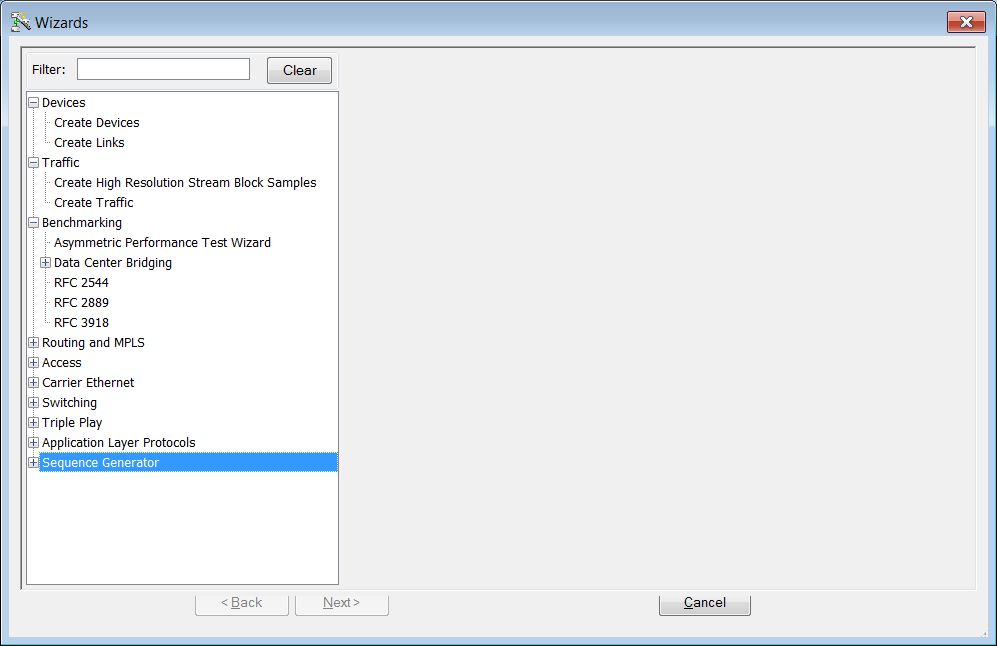 Wizards
Filter:
Clear
Devices
Create Devices
Create Links
Traffic
Create High Resolution Stream Block Samples
Create Traffic
Benchmarking
Asymmetric Performance Test Wizard
Data Center Bridging
RFC 2544
RFC 2889
RFC 3918
Routing and MPLS
Access
Carrier Ethernet
Switching
Triple Play
Application Layer Protocols
Sequence Generator
< Back
Next >
Cancel